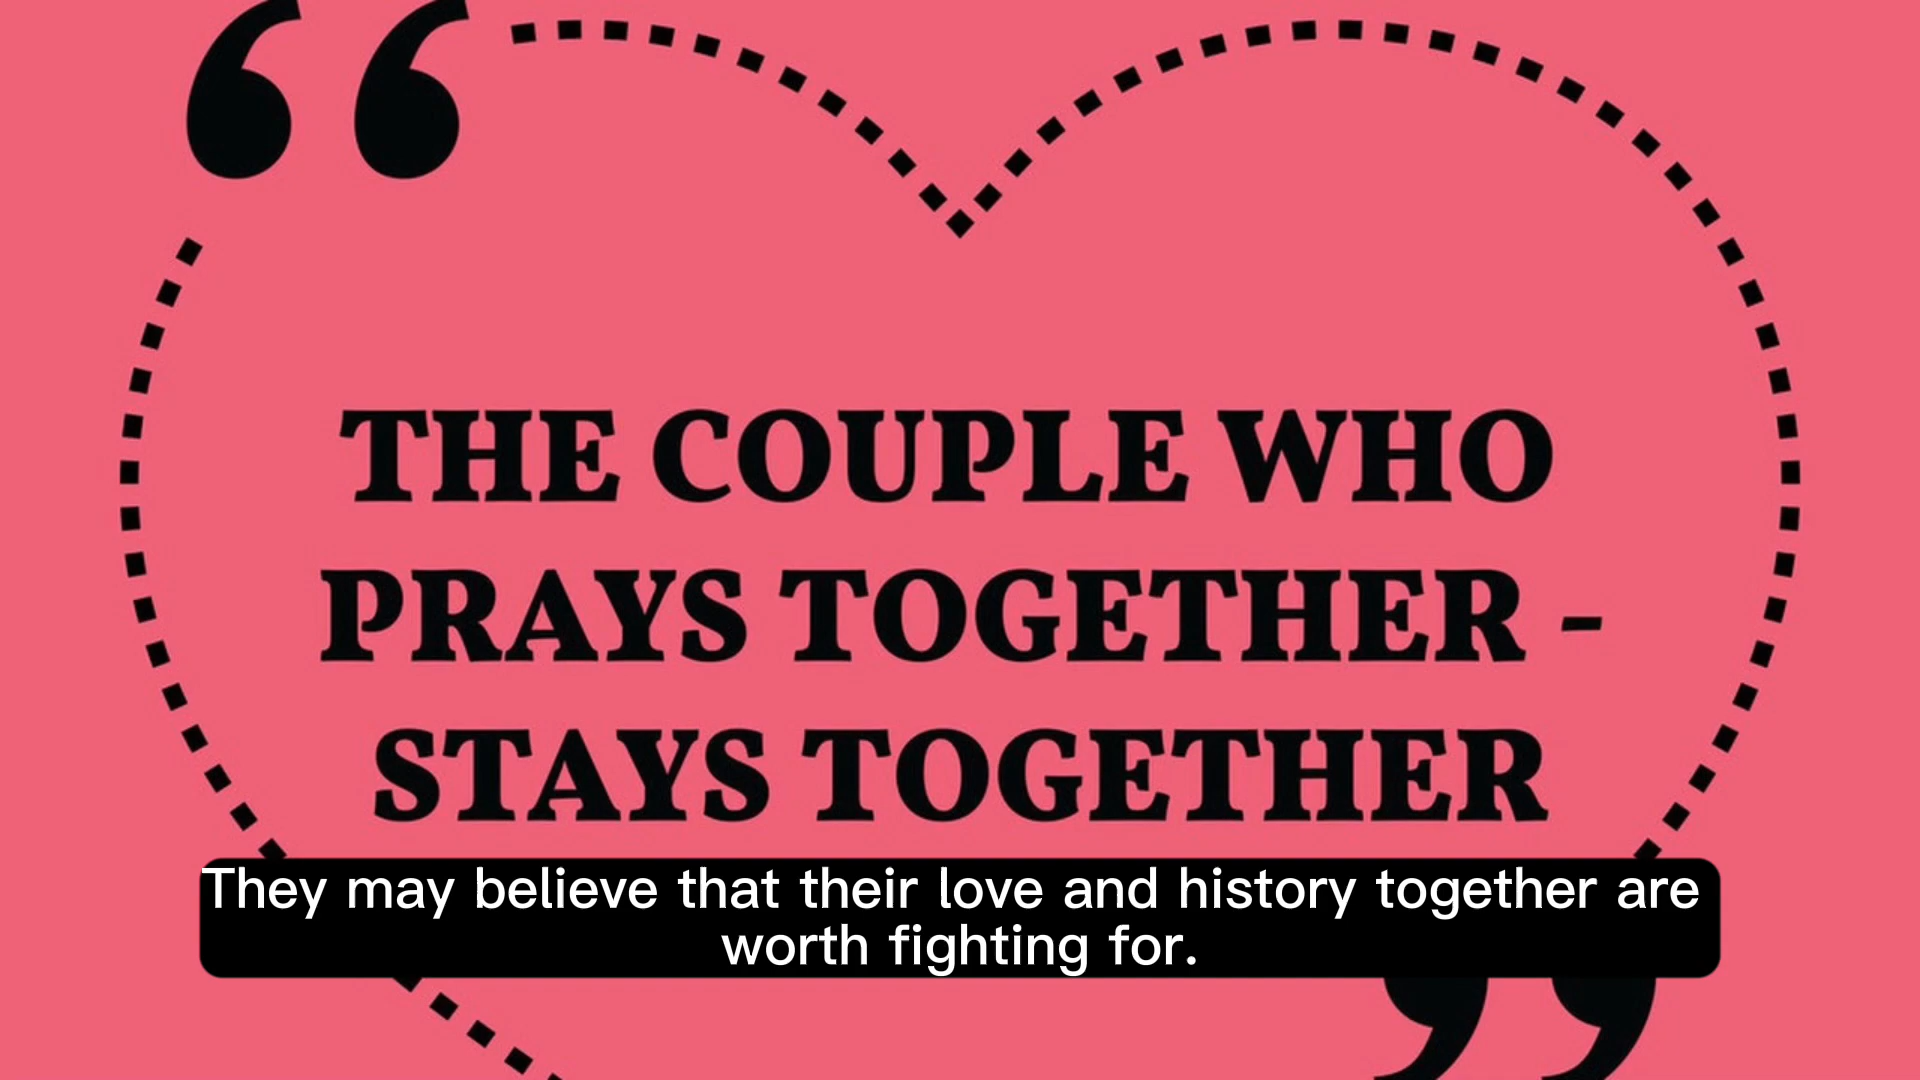 “
THE COUPLE WHO
PRAYS TOGETHER -
STAYS TOGETHER
”
They may believe that their love and history together are
worth fighting for.